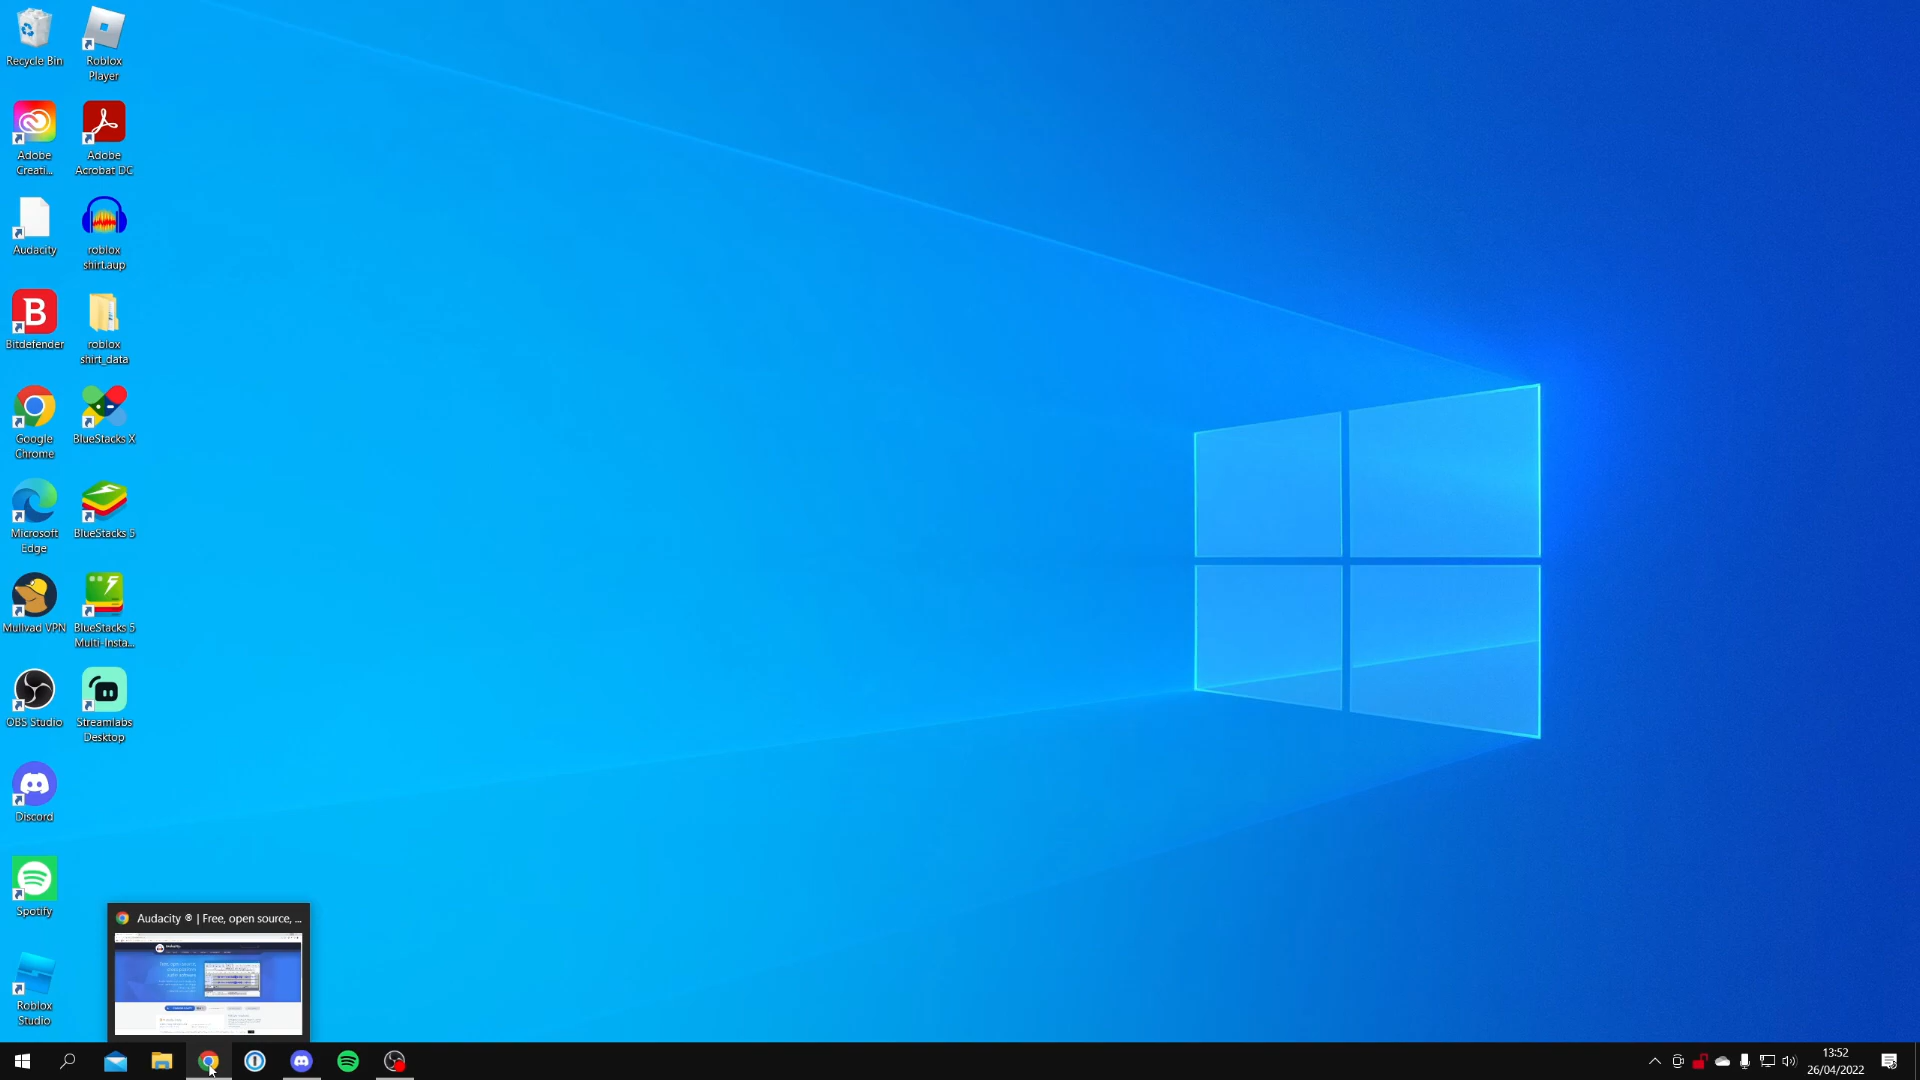 Recycle Bin
Roblox
Player
Adobe
Creati...
Adobe
Acrobat DC
Audacity
roblox
shirt.aup
Bitdefender
roblox
shirt_data
Google
Chrome
BlueStacks X
Microsoft
Edge
BlueStacks 5
Mullvad VPN
BlueStacks 5
Multi-Insta...
OBS Studio
Streamlabs
Desktop
Discord
Spotify
Roblox
Studio
Audacity ® | Free, open source, ...
13:52
26/04/2022